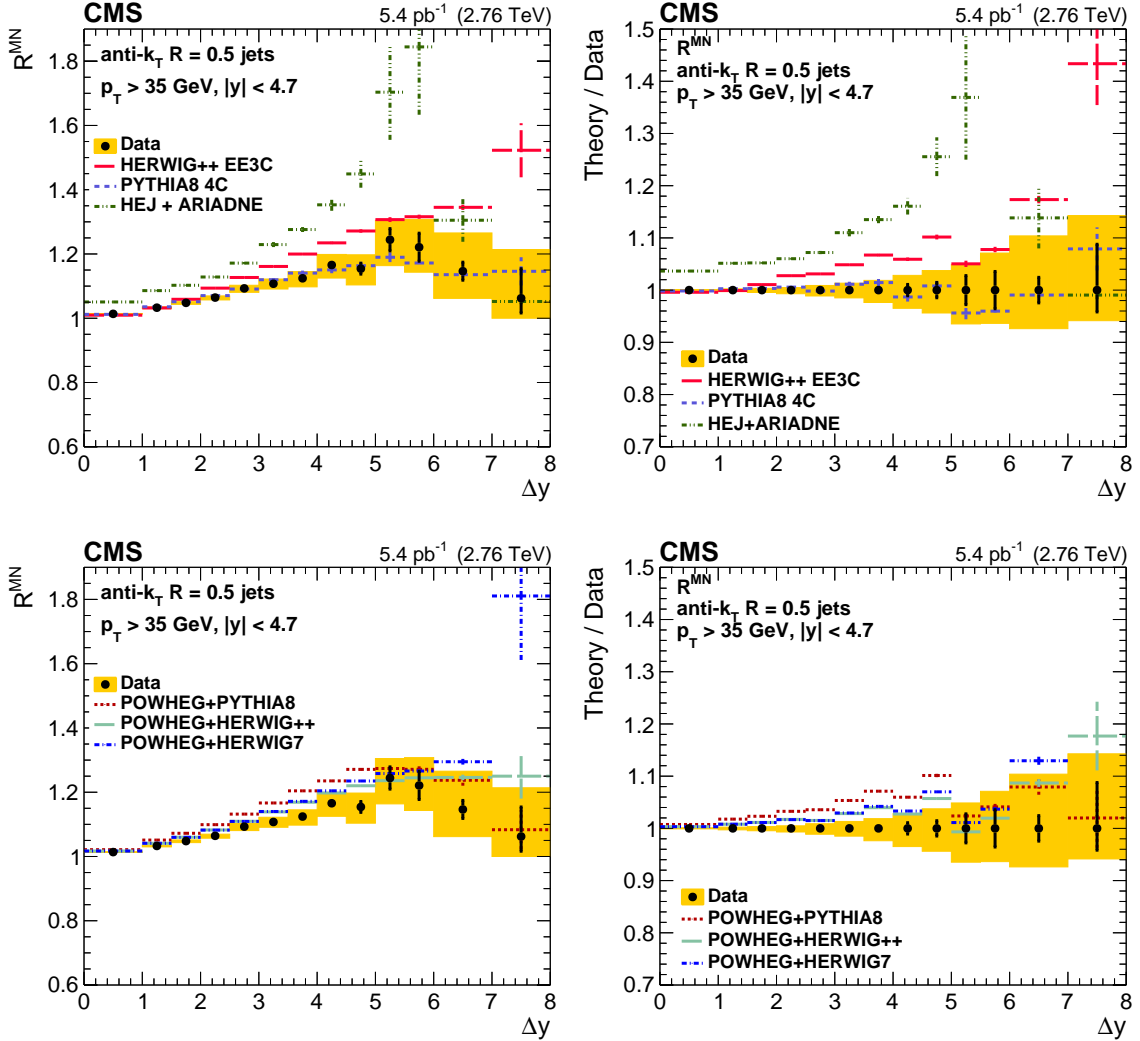 CMS
5.4 pb⁻¹ (2.76 TeV)
R^MN
anti-k_T R = 0.5 jets
p_T > 35 GeV, |y| < 4.7
Data
HERWIG++ EE3C
PYTHIA8 4C
HEJ + ARIADNE
1.8
1.6
1.4
1.2
1
0.8
0.6
0 1 2 3 4 5 6 7 8
Δy
CMS
5.4 pb⁻¹ (2.76 TeV)
Theory / Data
R^MN
anti-k_T R = 0.5 jets
p_T > 35 GeV, |y| < 4.7
Data
HERWIG++ EE3C
PYTHIA8 4C
HEJ+ARIADNE
1.5
1.4
1.3
1.2
1.1
1
0.9
0.8
0.7
0 1 2 3 4 5 6 7 8
Δy
CMS
5.4 pb⁻¹ (2.76 TeV)
R^MN
anti-k_T R = 0.5 jets
p_T > 35 GeV, |y| < 4.7
Data
POWHEG+PYTHIA8
POWHEG+HERWIG++
POWHEG+HERWIG7
1.8
1.6
1.4
1.2
1
0.8
0.6
0 1 2 3 4 5 6 7 8
Δy
CMS
5.4 pb⁻¹ (2.76 TeV)
Theory / Data
R^MN
anti-k_T R = 0.5 jets
p_T > 35 GeV, |y| < 4.7
Data
POWHEG+PYTHIA8
POWHEG+HERWIG++
POWHEG+HERWIG7
1.5
1.4
1.3
1.2
1.1
1
0.9
0.8
0.7
0 1 2 3 4 5 6 7 8
Δy